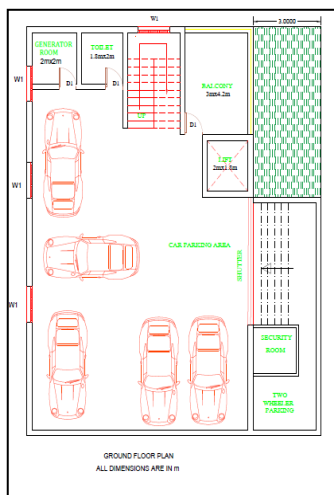 W1
3.0000
GENERATOR
ROOM
2mx2m
TOILET
1.8mx2m
W1
D1
D1
UP
BALCONY
3mx4.2m
D1
LIFT
2mx1.8m
W1
CAR PARKING AREA
SHUTTER
W1
SECURITY
ROOM
TWO
WHEELER
PARKING
GROUND FLOOR PLAN
ALL DIMENSIONS ARE IN m